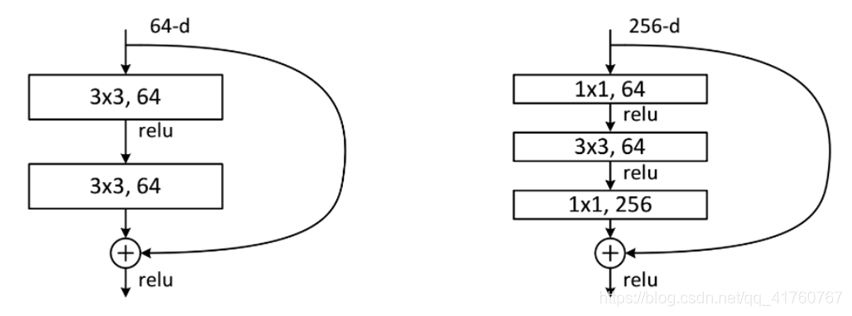 64-d
3x3, 64
relu
3x3, 64
relu
256-d
1x1, 64
relu
3x3, 64
relu
1x1, 256
relu
https://blog.csdn.net/qq_41760767